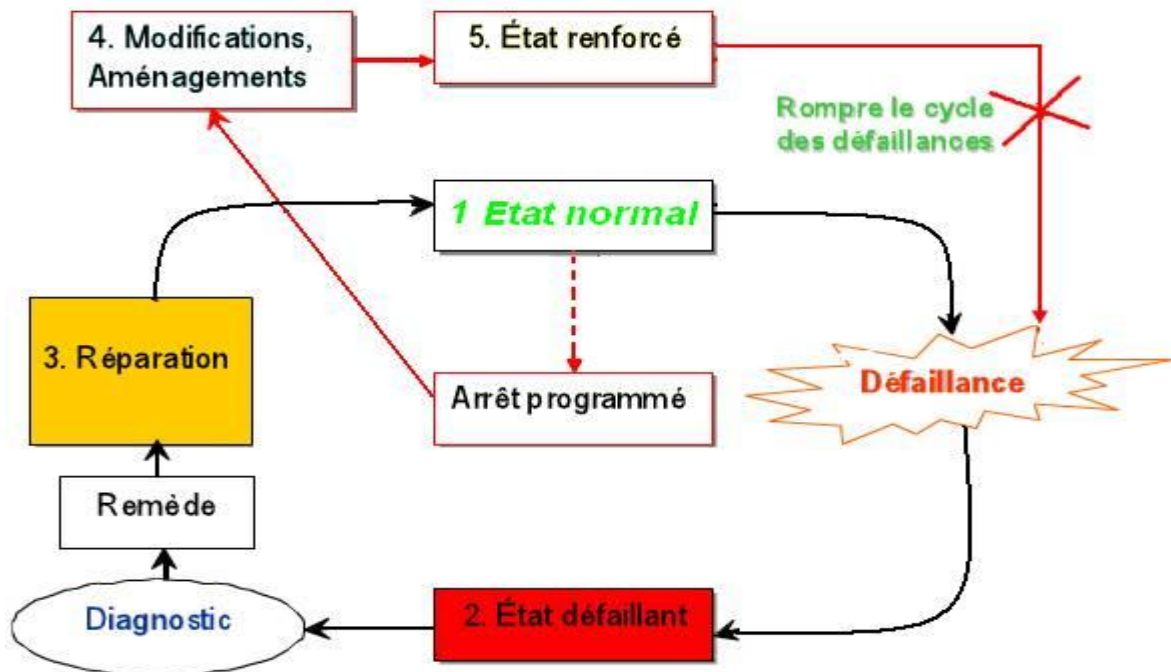 4. Modifications,
Aménagements
5. État renforcé
Rompre le cycle
des défaillances
1 Etat normal
3. Réparation
Arrêt programmé
Défaillance
Remède
Diagnostic
2. État défaillant